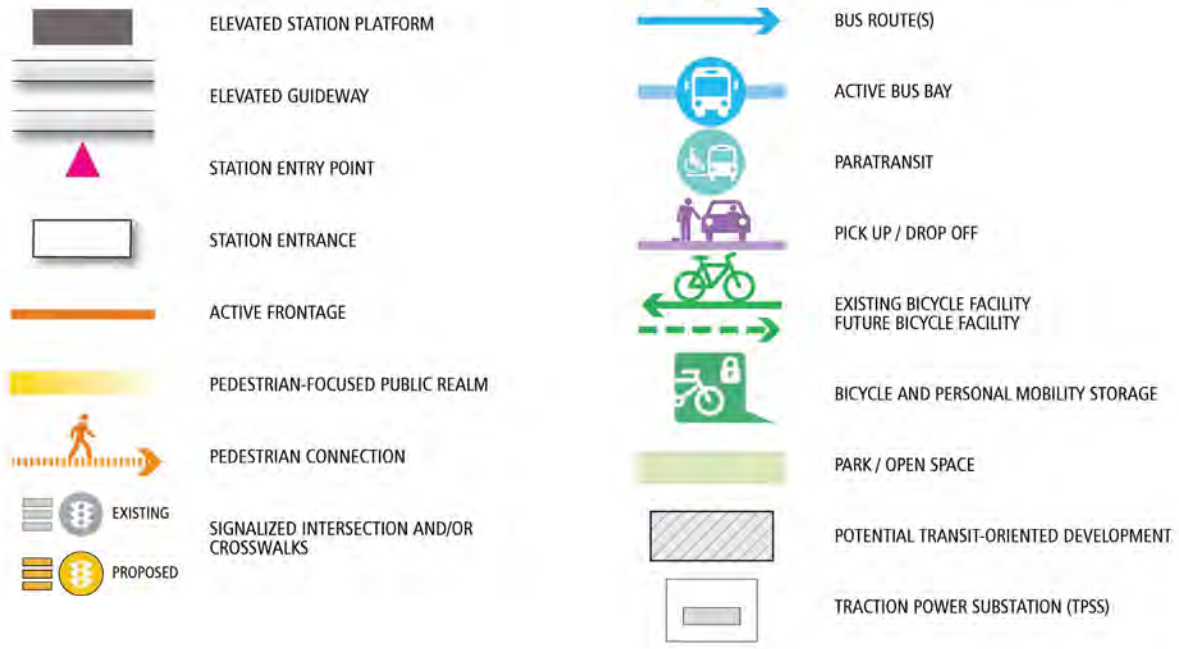 ELEVATED STATION PLATFORM
ELEVATED GUIDEWAY
STATION ENTRY POINT
STATION ENTRANCE
ACTIVE FRONTAGE
PEDESTRIAN-FOCUSED PUBLIC REALM
PEDESTRIAN CONNECTION
EXISTING
PROPOSED
SIGNALIZED INTERSECTION AND/OR
CROSSWALKS
BUS ROUTE(S)
ACTIVE BUS BAY
PARATRANSIT
PICK UP / DROP OFF
EXISTING BICYCLE FACILITY
FUTURE BICYCLE FACILITY
BICYCLE AND PERSONAL MOBILITY STORAGE
PARK / OPEN SPACE
POTENTIAL TRANSIT-ORIENTED DEVELOPMENT
TRACTION POWER SUBSTATION (TPSS)